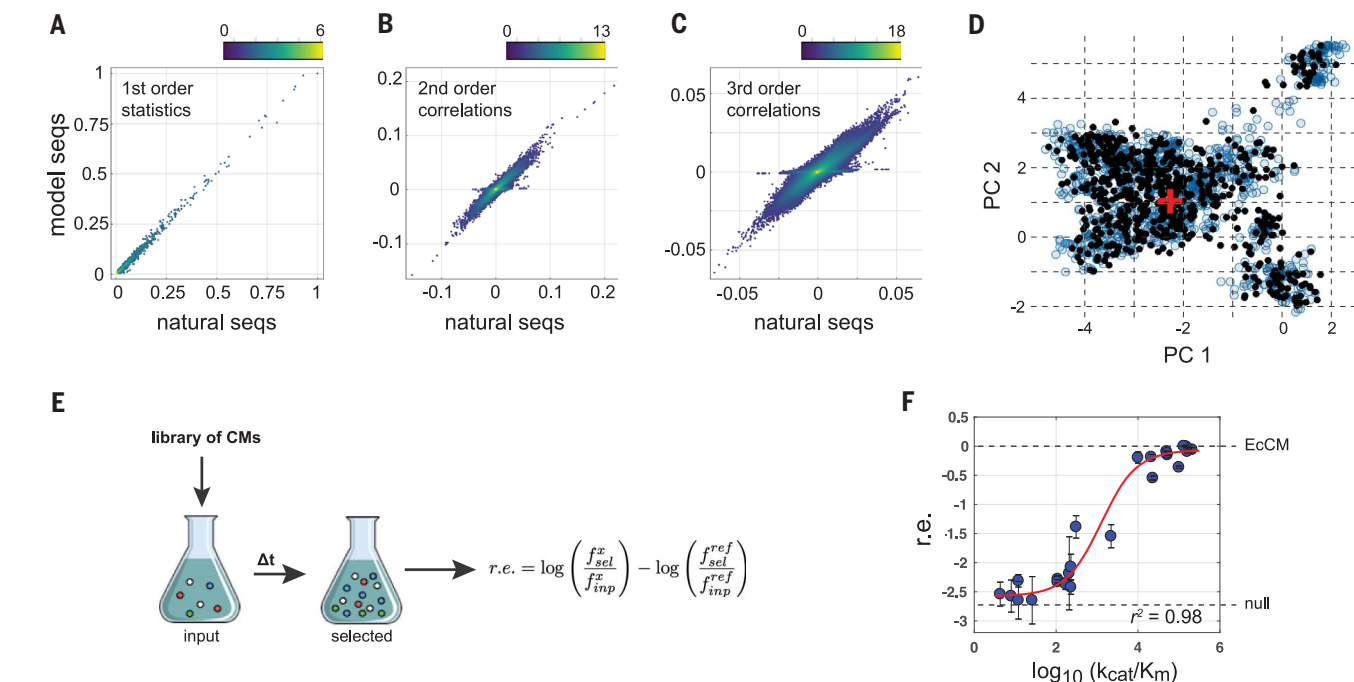 A
B
C
D
0 6
0 13
0 18
1st order
statistics
2nd order
correlations
3rd order
correlations
1
0.75
0.5
0.25
0
0 0.25 0.5 0.75 1
model seqs
natural seqs
0.2
0.1
0
-0.1
-0.1 0 0.1 0.2
natural seqs
0.05
0
-0.05
-0.05 0 0.05
natural seqs
4
2
0
-2
-4 -2 0 2
PC 2
PC 1
E
library of CMs
Δt
input
selected
r.e. = log (f^x_sel / f^x_inp) − log (f^ref_sel / f^ref_inp)
F
0.5
0
-0.5
-1
-1.5
-2
-2.5
-3
0 2 4 6
r.e.
EcCM
null
r² = 0.98
log₁₀ (kcat/Km)